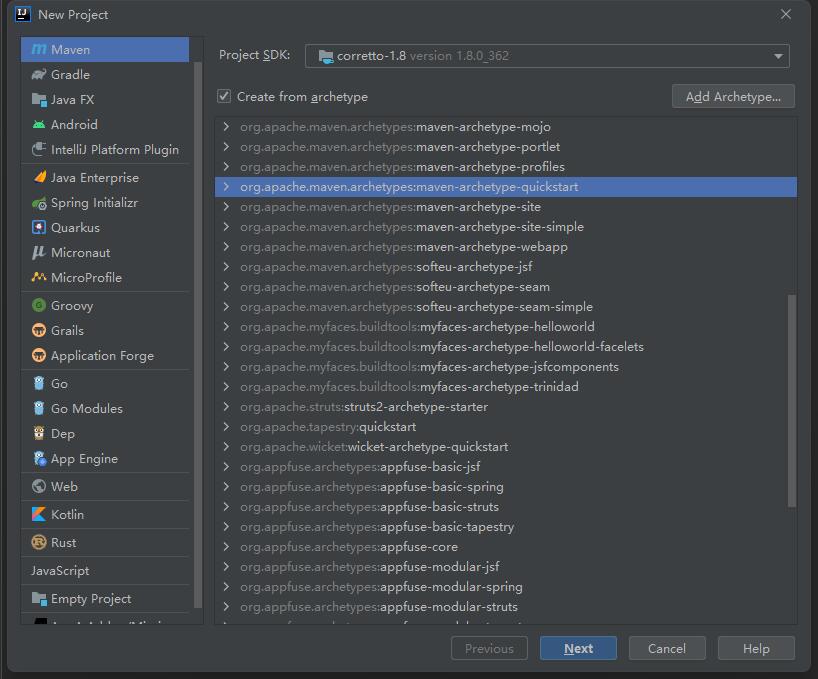 New Project
Maven
Gradle
Java FX
Android
IntelliJ Platform Plugin
Java Enterprise
Spring Initializr
Quarkus
Micronaut
MicroProfile
Groovy
Grails
Application Forge
Go
Go Modules
Dep
App Engine
Web
Kotlin
Rust
JavaScript
Empty Project
Project SDK:
corretto-1.8 version 1.8.0_362
Create from archetype
Add Archetype...
org.apache.maven.archetypes:maven-archetype-mojo
org.apache.maven.archetypes:maven-archetype-portlet
org.apache.maven.archetypes:maven-archetype-profiles
org.apache.maven.archetypes:maven-archetype-quickstart
org.apache.maven.archetypes:maven-archetype-site
org.apache.maven.archetypes:maven-archetype-site-simple
org.apache.maven.archetypes:maven-archetype-webapp
org.apache.maven.archetypes:softeu-archetype-jsf
org.apache.maven.archetypes:softeu-archetype-seam
org.apache.maven.archetypes:softeu-archetype-seam-simple
org.apache.myfaces.buildtools:myfaces-archetype-helloworld
org.apache.myfaces.buildtools:myfaces-archetype-helloworld-facelets
org.apache.myfaces.buildtools:myfaces-archetype-jsfcomponents
org.apache.myfaces.buildtools:myfaces-archetype-trinidad
org.apache.struts:struts2-archetype-starter
org.apache.tapestry:quickstart
org.apache.wicket:wicket-archetype-quickstart
org.appfuse.archetypes:appfuse-basic-jsf
org.appfuse.archetypes:appfuse-basic-spring
org.appfuse.archetypes:appfuse-basic-struts
org.appfuse.archetypes:appfuse-basic-tapestry
org.appfuse.archetypes:appfuse-core
org.appfuse.archetypes:appfuse-modular-jsf
org.appfuse.archetypes:appfuse-modular-spring
org.appfuse.archetypes:appfuse-modular-struts
Previous
Next
Cancel
Help